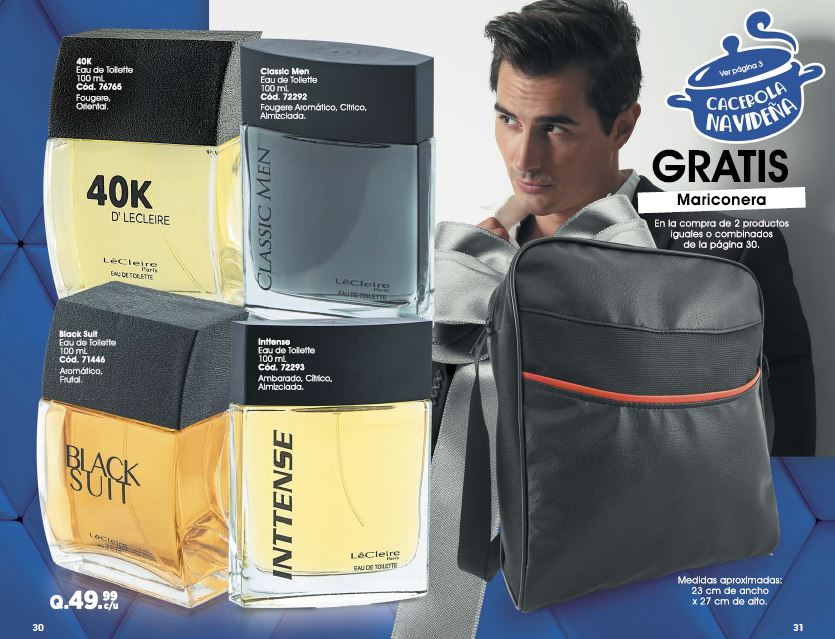 40K
Eau de Toilette
100 mL
Cód. 76765
Fougere,
Oriental.
40K
D' LECLEIRE
LêCleire
Paris
EAU DE TOILETTE
Classic Men
Eau de Toilette
100 mL
Cód. 72292
Fougere Aromático, Cítrico,
Almizclada.
CLASSIC MEN
LêCleire
Paris
EAU DE TOILETTE
Black Suit
Eau de Toilette
100 mL
Cód. 71446
Aromático,
Frutal.
BLACK
SUIT
LêCleire
Inttense
Eau de Toilette
100 mL
Cód. 72293
Ambarado, Cítrico,
Almizclada.
INTTENSE
LêCleire
Paris
EAU DE TOILETTE
Q.49.99
c/u
30
Ver página 3
CACEROLA
NAVIDEÑA
GRATIS
Mariconera
En la compra de 2 productos
iguales o combinados
de la página 30.
Medidas aproximadas:
23 cm de ancho
x 27 cm de alto.
31